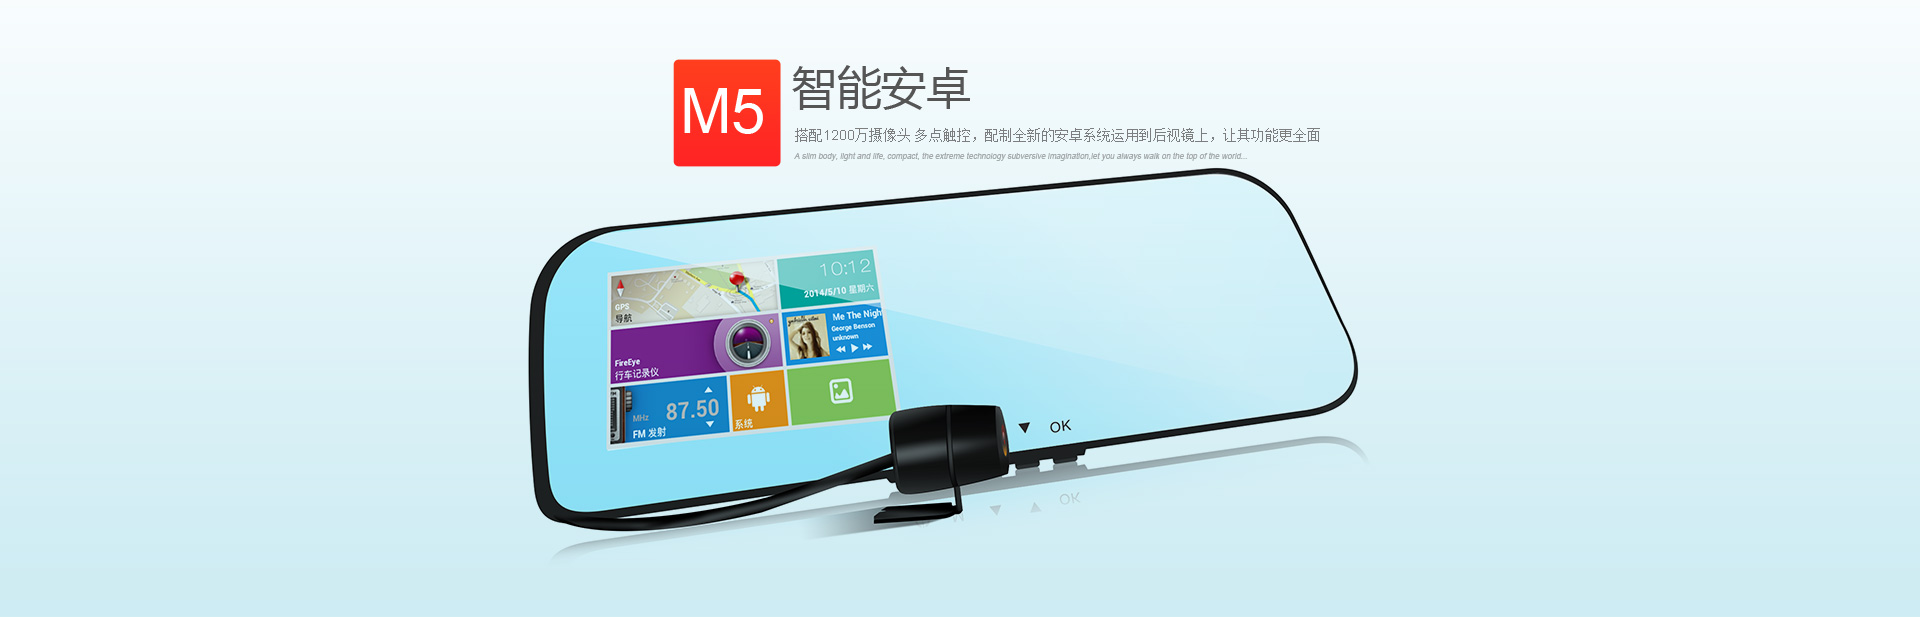 M5
智能安卓
搭配1200万摄像头 多点触控，配制全新的安卓系统运用到后视镜上，让其功能更全面
A slim body, light and life, compact, the extreme technology subversive imagination,let you always walk on the top of the world...
GPS
导航
10:12
2014/5/10 星期六
FireEye
行车记录仪
Me The Nigh
George Benson
unknown
MHz 87.50
FM 发射
系统
OK
OK